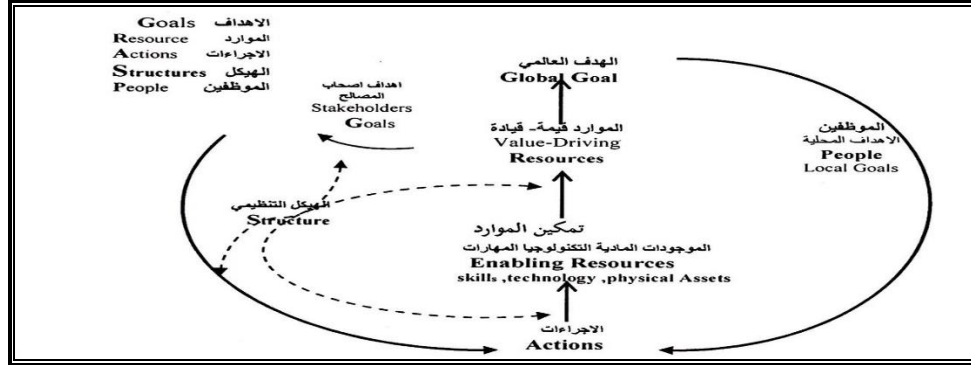 Goals الاهداف
Resource الموارد
Actions الاجراءات
Structures الهيكل
People الموظفين
اهداف اصحاب
المصالح
Stakeholders
Goals
الهدف العالمي
Global Goal
الموارد قيمة- قيادة
Value-Driving
Resources
الموظفين
الاهداف المحلية
People
Local Goals
الهيكل التنظيمي
Structure
تمكين الموارد
الموجودات المادية التكنولوجيا المهارات
Enabling Resources
skills ,technology ,physical Assets
الاجراءات
Actions